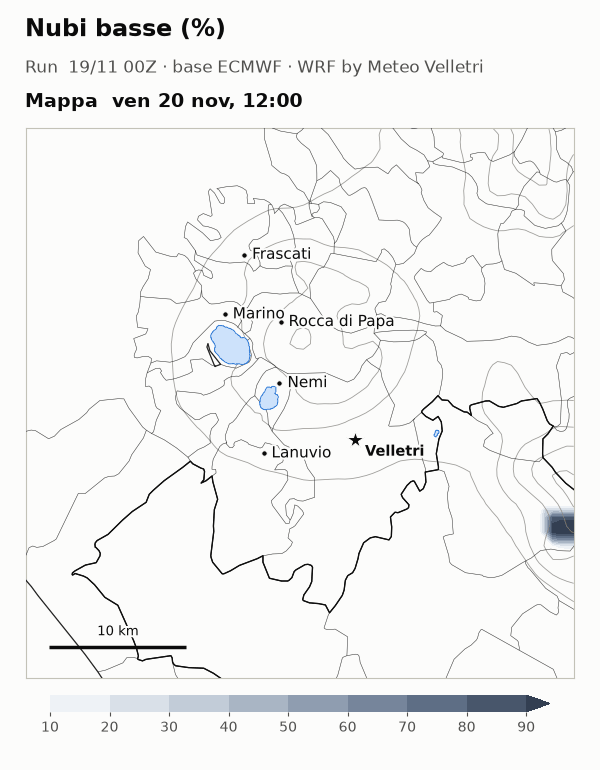 Nubi basse (%)
Run 19/11 00Z · base ECMWF · WRF by Meteo Velletri
Mappa ven 20 nov, 12:00
Frascati
Marino
Rocca di Papa
Nemi
Velletri
Lanuvio
10 km
10 20 30 40 50 60 70 80 90